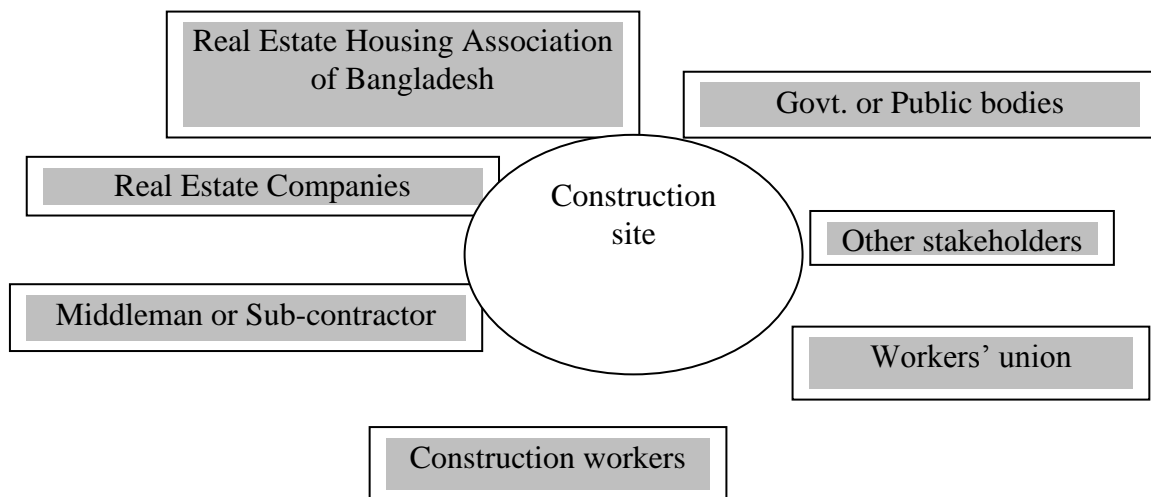 Real Estate Housing Association
of Bangladesh
Govt. or Public bodies
Real Estate Companies
Construction
site
Other stakeholders
Middleman or Sub-contractor
Workers’ union
Construction workers